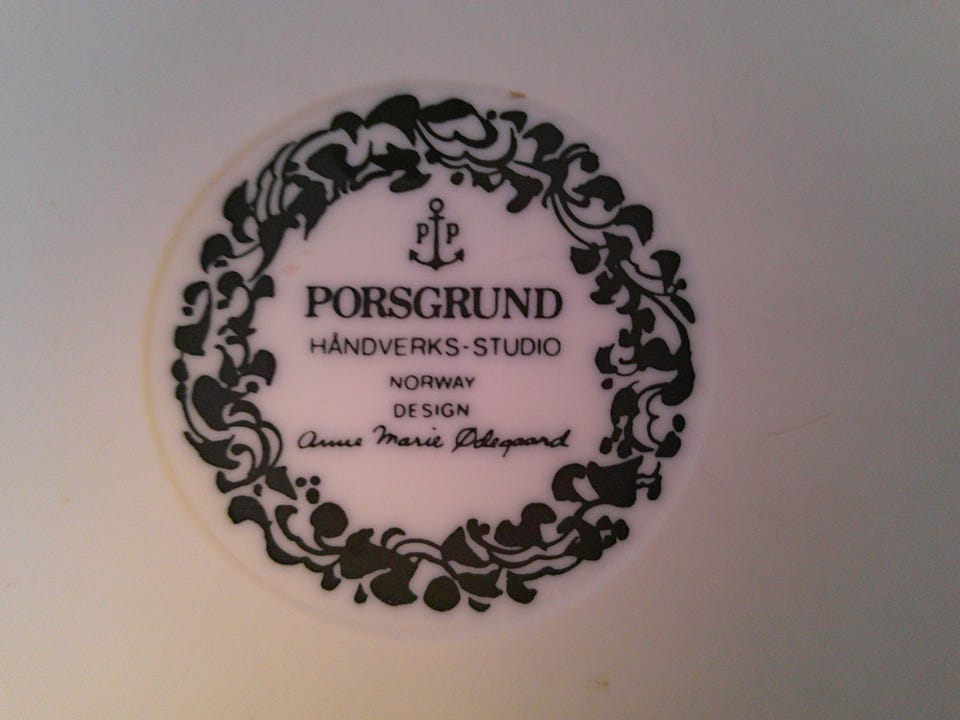 P P
PORSGRUND
HÅNDVERKS-STUDIO
NORWAY
DESIGN
Anne Marie Ødegaard